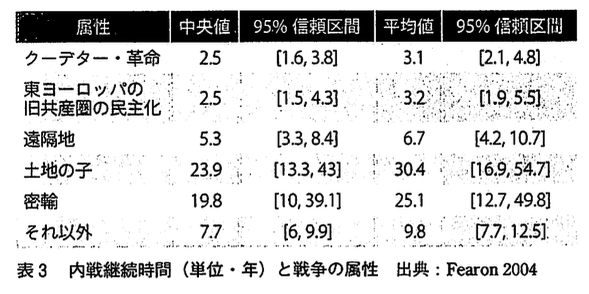 属性 中央値 95% 信頼区間 平均値 95% 信頼区間
クーデター・革命 2.5 [1.6, 3.8] 3.1 [2.1, 4.8]
東ヨーロッパの
旧共産圏の民主化 2.5 [1.5, 4.3] 3.2 [1.9, 5.5]
遠隔地 5.3 [3.3, 8.4] 6.7 [4.2, 10.7]
土地の子 23.9 [13.3, 43] 30.4 [16.9, 54.7]
密輸 19.8 [10, 39.1] 25.1 [12.7, 49.8]
それ以外 7.7 [6, 9.9] 9.8 [7.7, 12.5]
表3 内戦継続時間（単位・年）と戦争の属性 出典：Fearon 2004